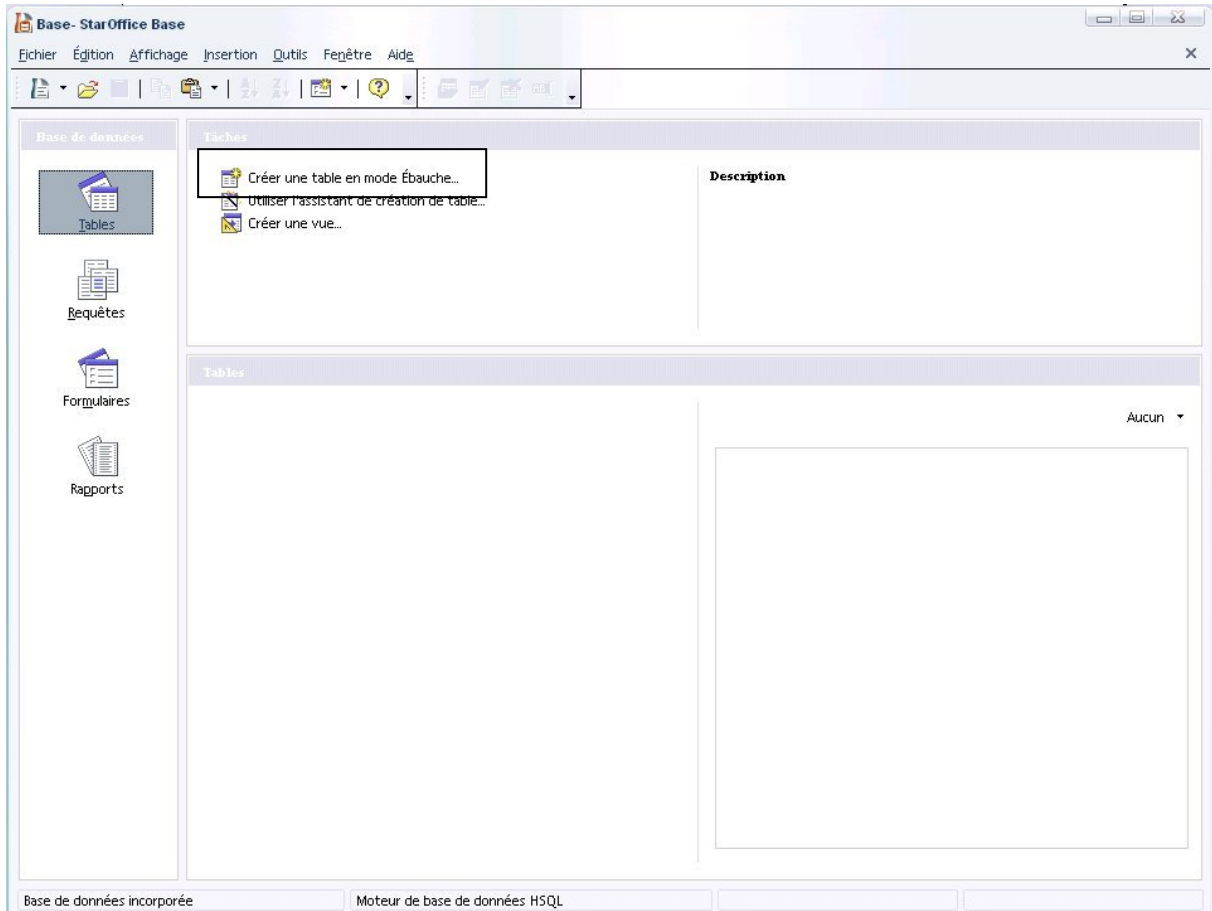 Base- StarOffice Base
Fichier Édition Affichage Insertion Outils Fenêtre Aide
Base de données
Tâches
Créer une table en mode Ébauche...
Utiliser l'assistant de création de table...
Créer une vue...
Description
Tables
Requêtes
Formulaires
Rapports
Tables
Aucun
Base de données incorporée
Moteur de base de données HSQL